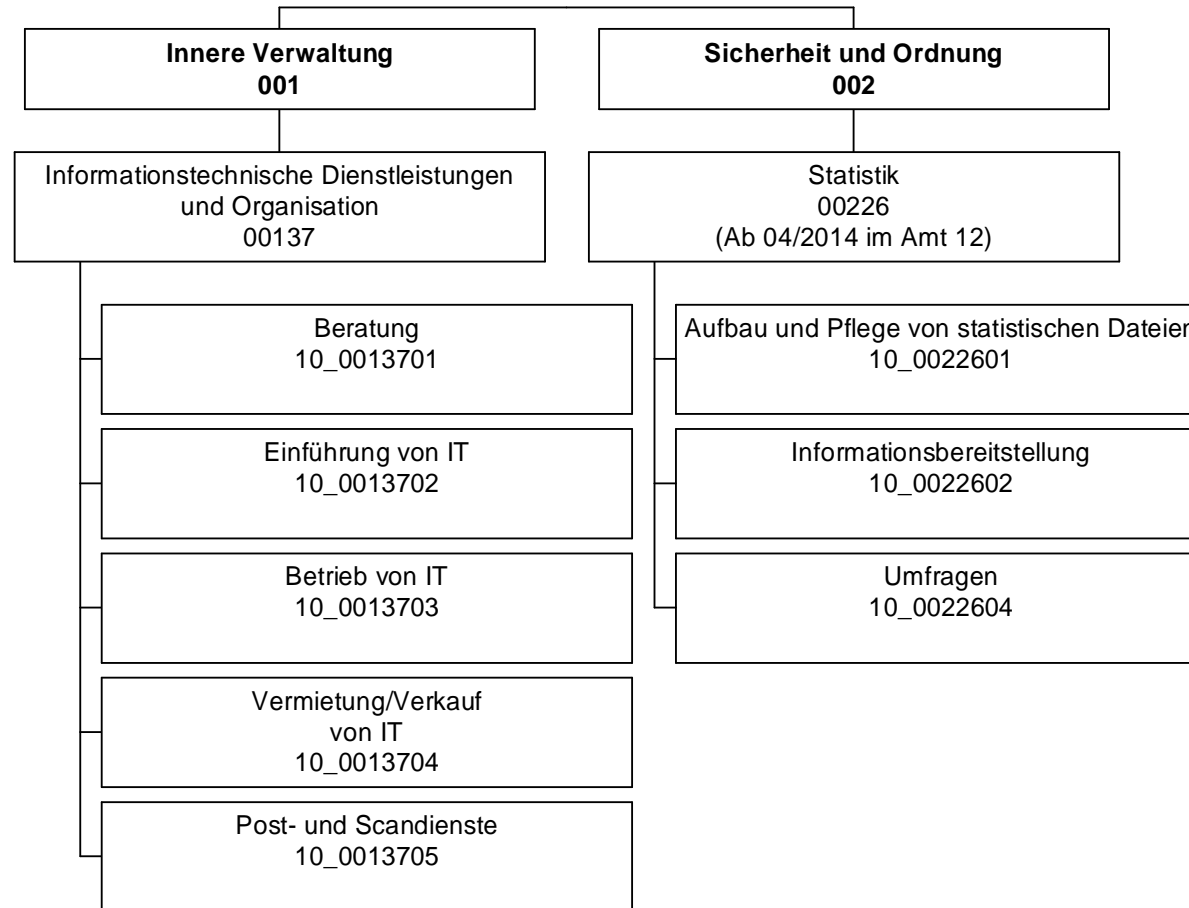 Innere Verwaltung
001
Sicherheit und Ordnung
002
Informationstechnische Dienstleistungen
und Organisation
00137
Statistik
00226
(Ab 04/2014 im Amt 12)
Beratung
10_0013701
Einführung von IT
10_0013702
Betrieb von IT
10_0013703
Vermietung/Verkauf
von IT
10_0013704
Post- und Scandienste
10_0013705
Aufbau und Pflege von statistischen Dateien
10_0022601
Informationsbereitstellung
10_0022602
Umfragen
10_0022604